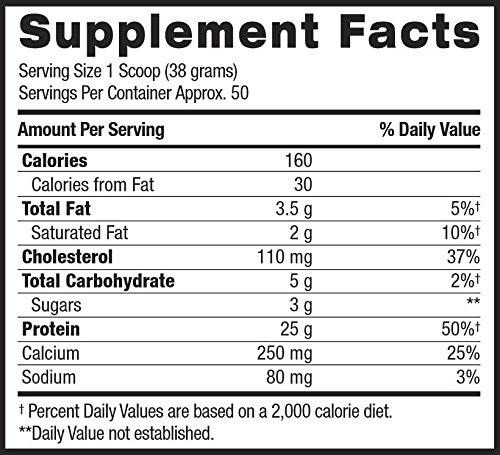 Supplement Facts
Serving Size 1 Scoop (38 grams)
Servings Per Container Approx. 50
Amount Per Serving % Daily Value
Calories 160
Calories from Fat 30
Total Fat 3.5 g 5%†
Saturated Fat 2 g 10%†
Cholesterol 110 mg 37%
Total Carbohydrate 5 g 2%†
Sugars 3 g **
Protein 25 g 50%†
Calcium 250 mg 25%
Sodium 80 mg 3%
† Percent Daily Values are based on a 2,000 calorie diet.
**Daily Value not established.